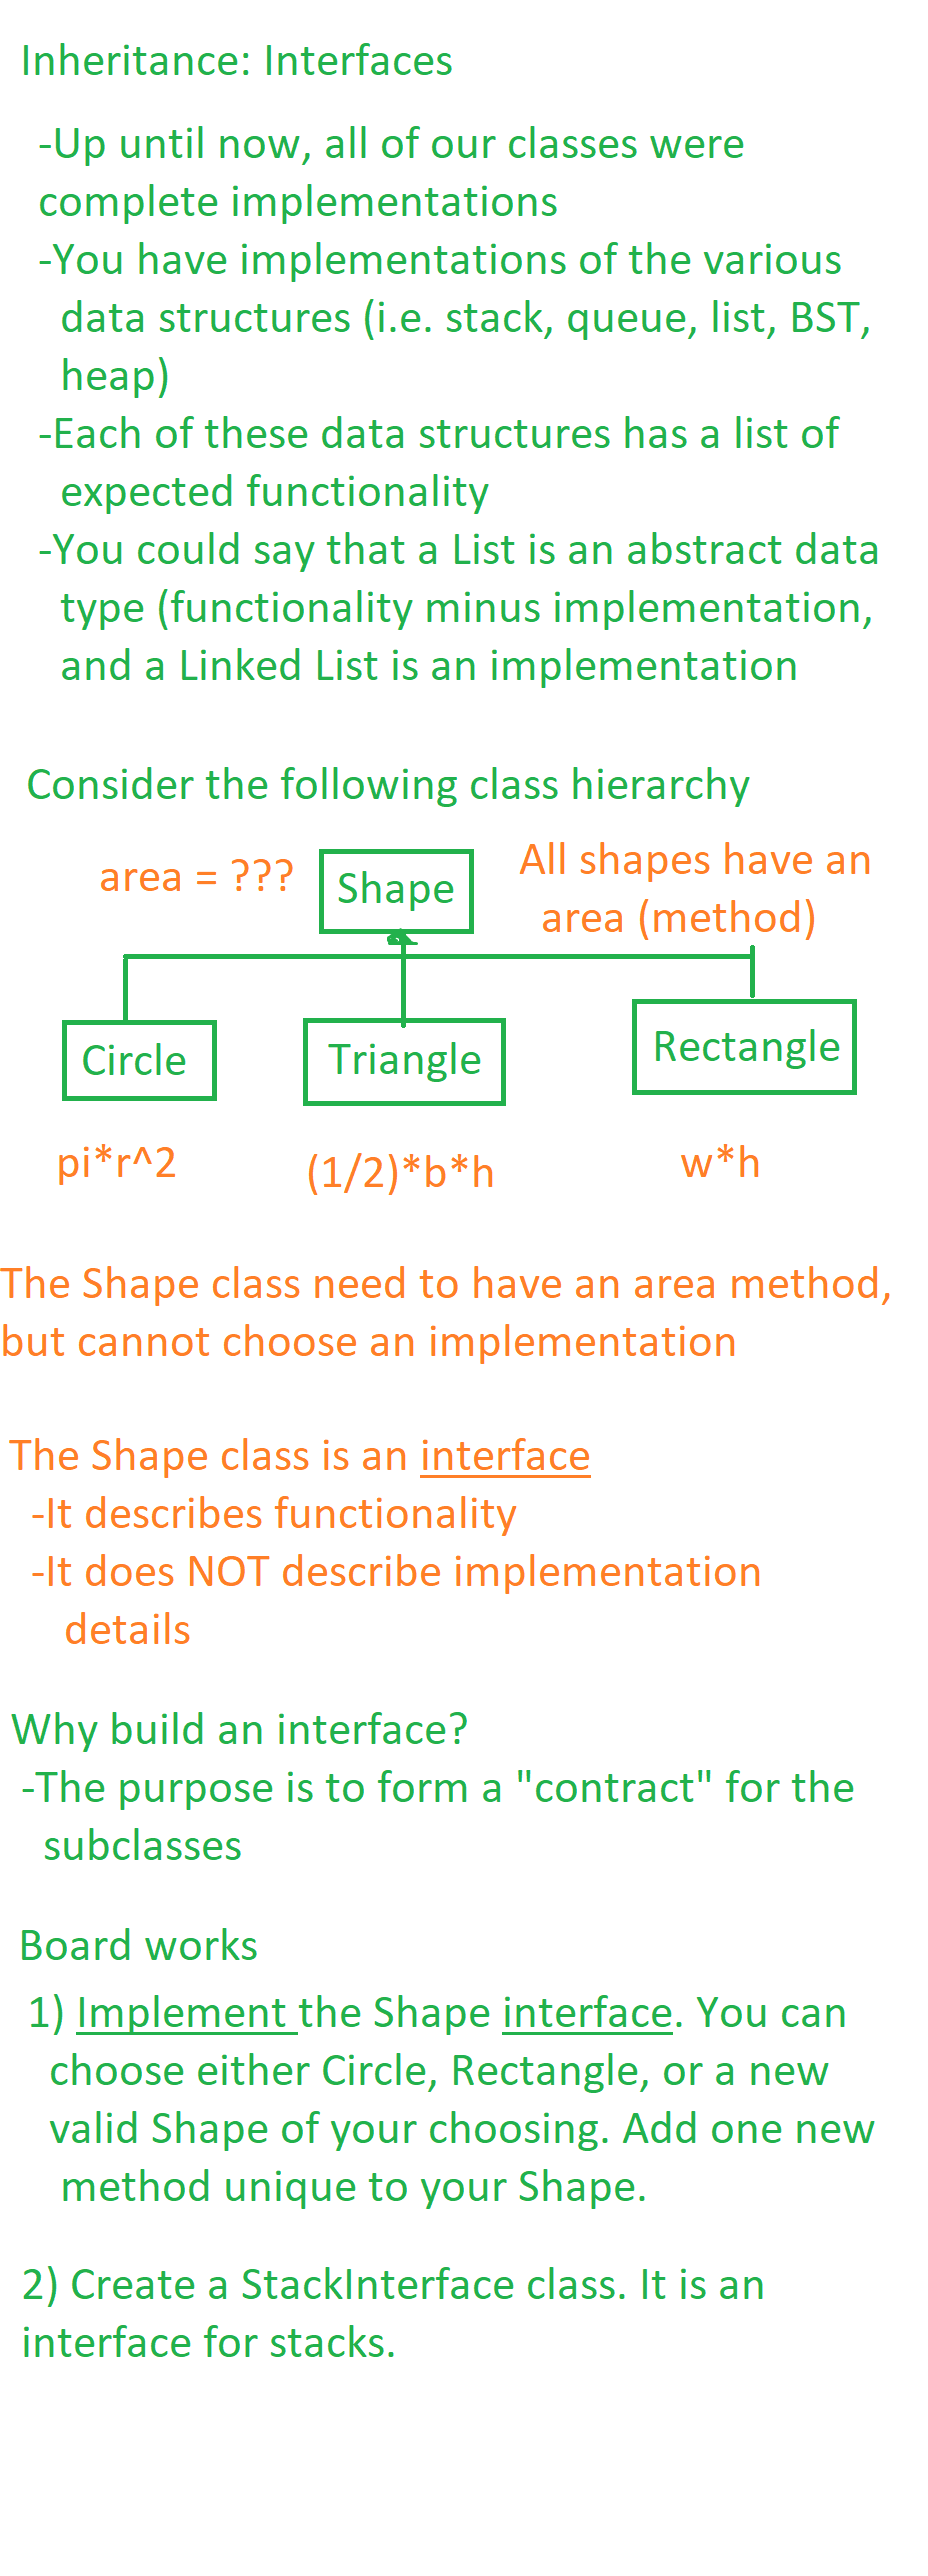 Inheritance: Interfaces
-Up until now, all of our classes were
complete implementations
-You have implementations of the various
data structures (i.e. stack, queue, list, BST,
heap)
-Each of these data structures has a list of
expected functionality
-You could say that a List is an abstract data
type (functionality minus implementation,
and a Linked List is an implementation
Consider the following class hierarchy
area = ???
Shape
All shapes have an
area (method)
Circle
Triangle
Rectangle
pi*r^2
(1/2)*b*h
w*h
The Shape class need to have an area method,
but cannot choose an implementation
The Shape class is an interface
-It describes functionality
-It does NOT describe implementation
details
Why build an interface?
-The purpose is to form a "contract" for the
subclasses
Board works
1) Implement the Shape interface. You can
choose either Circle, Rectangle, or a new
valid Shape of your choosing. Add one new
method unique to your Shape.
2) Create a StackInterface class. It is an
interface for stacks.